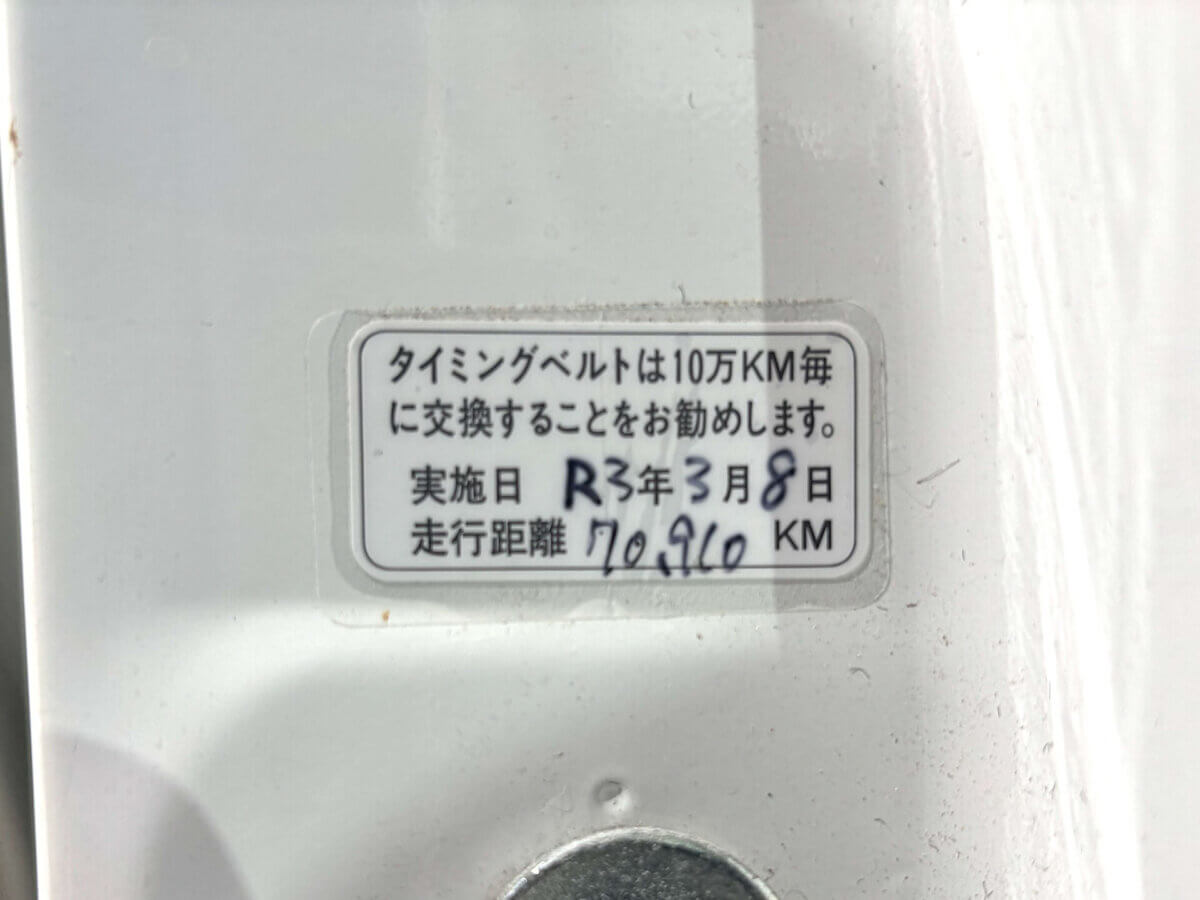 タイミングベルトは10万KM毎
に交換することをお勧めします。
実施日 R3年3月8日
走行距離 70,910 KM